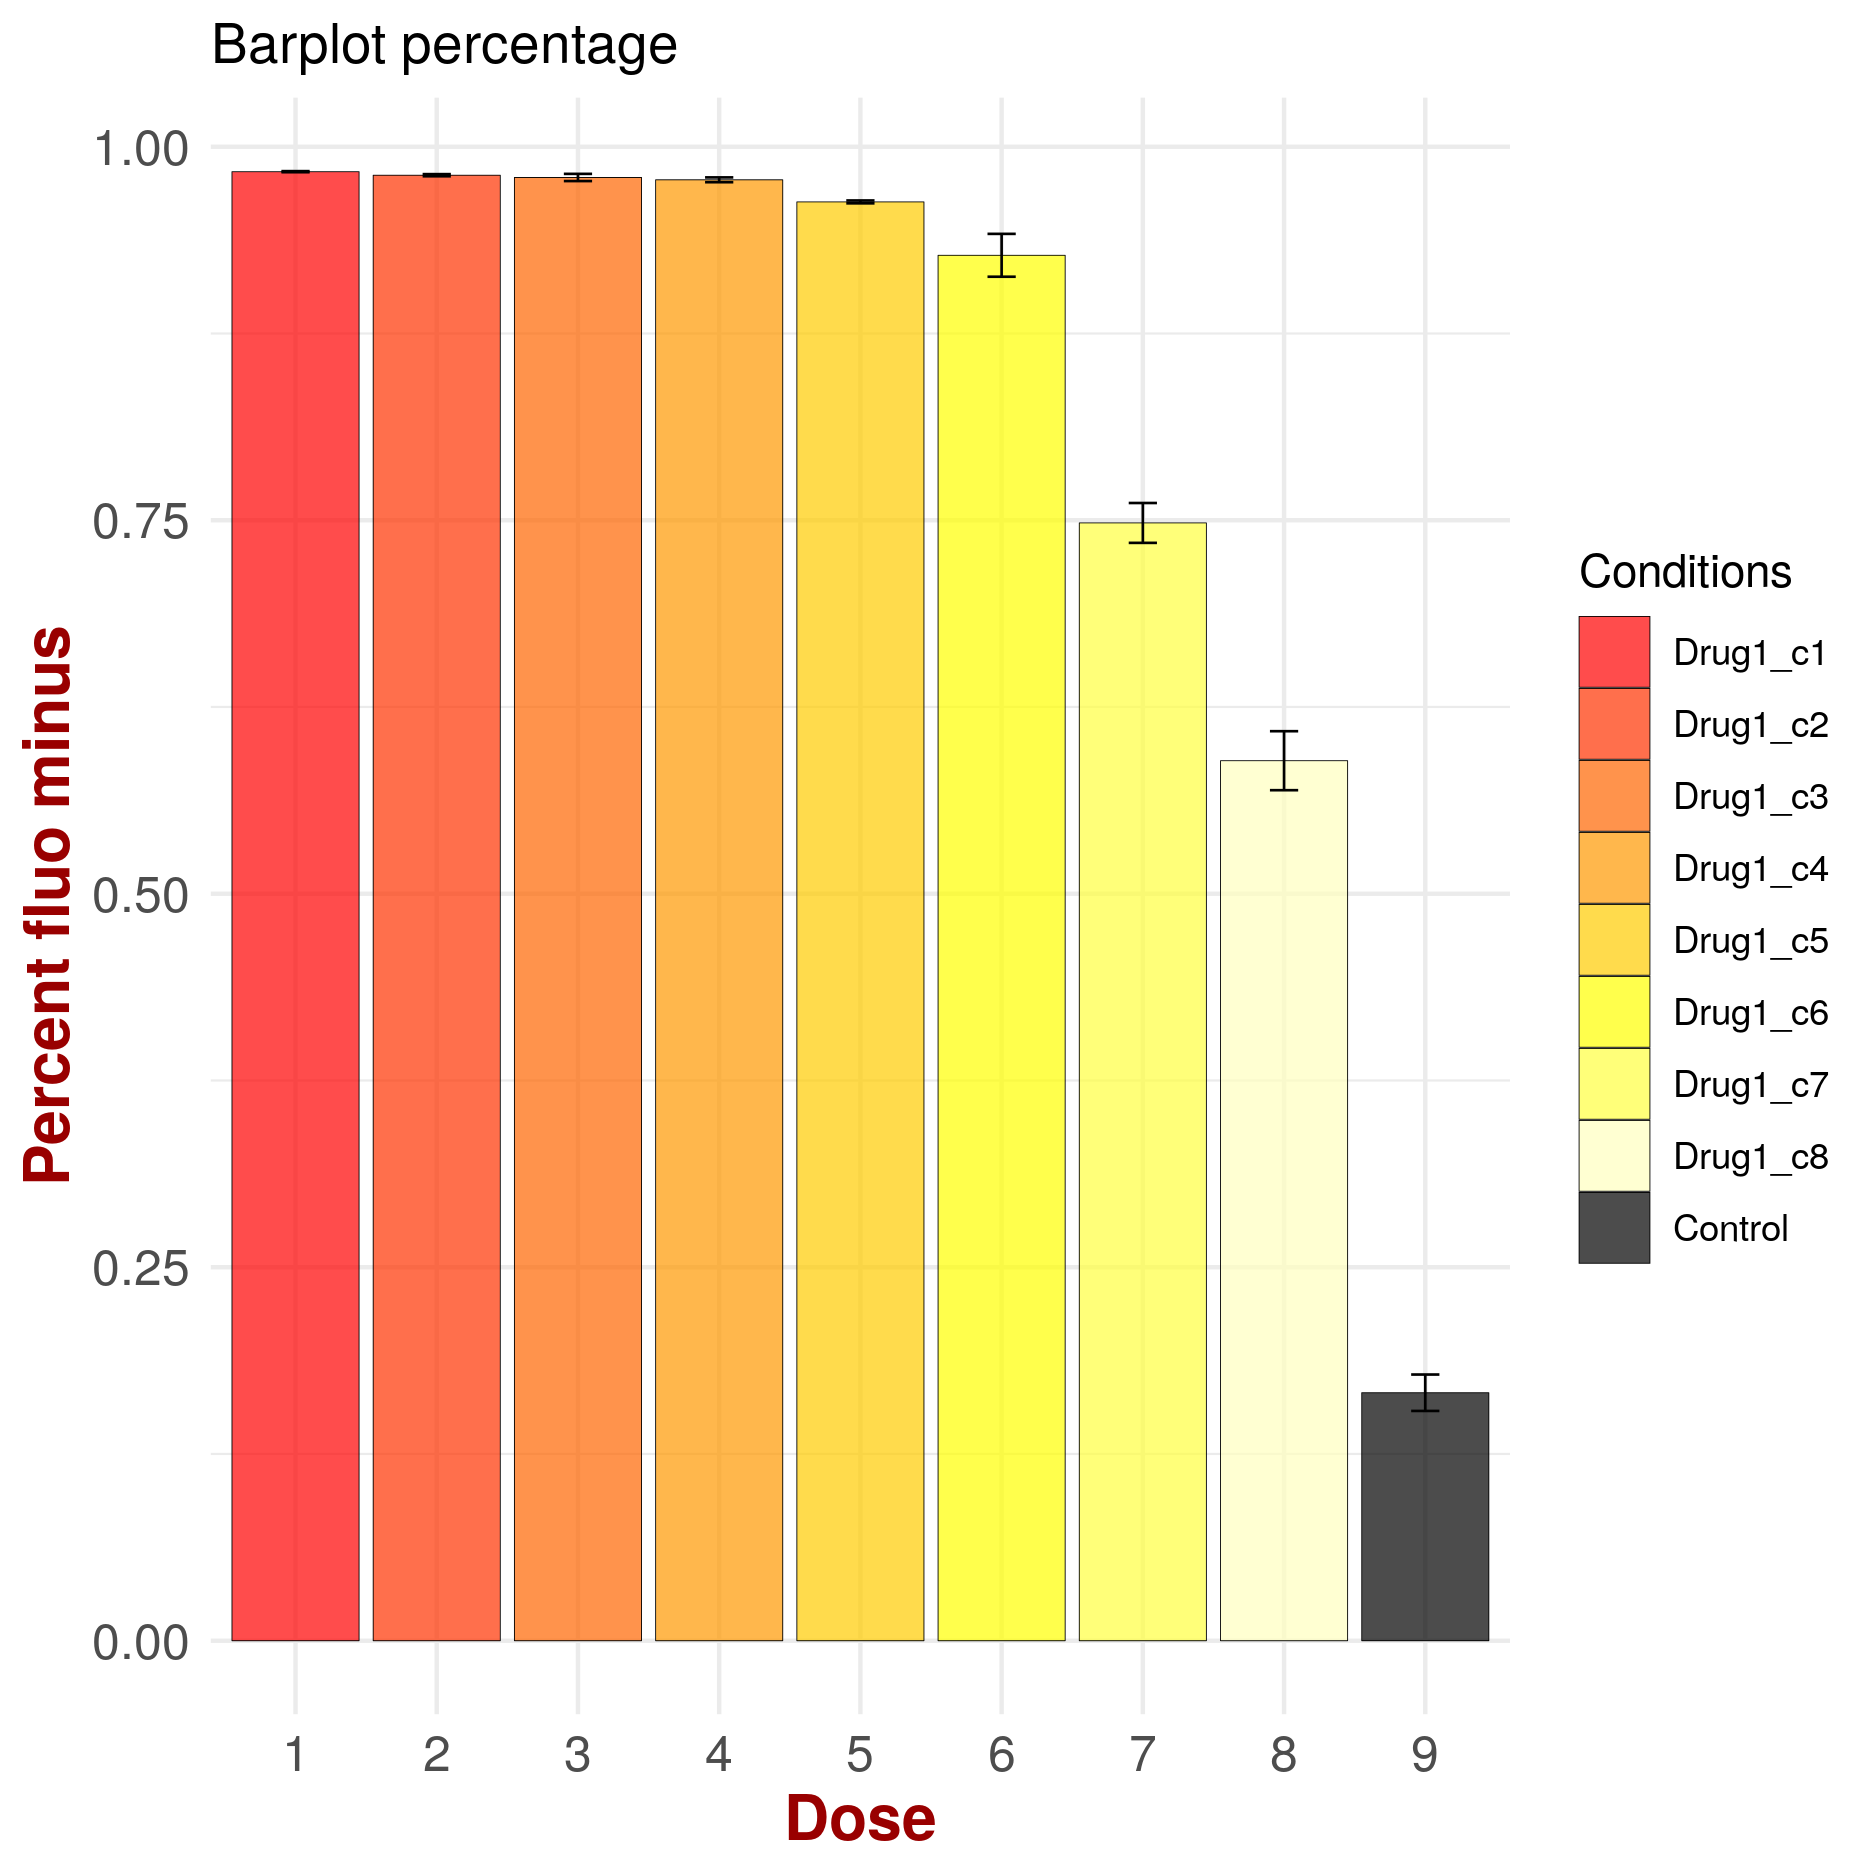 Barplot percentage
1.00
0.75
0.50
0.25
0.00
Percent fluo minus
1 2 3 4 5 6 7 8 9
Dose
Conditions
Drug1_c1
Drug1_c2
Drug1_c3
Drug1_c4
Drug1_c5
Drug1_c6
Drug1_c7
Drug1_c8
Control